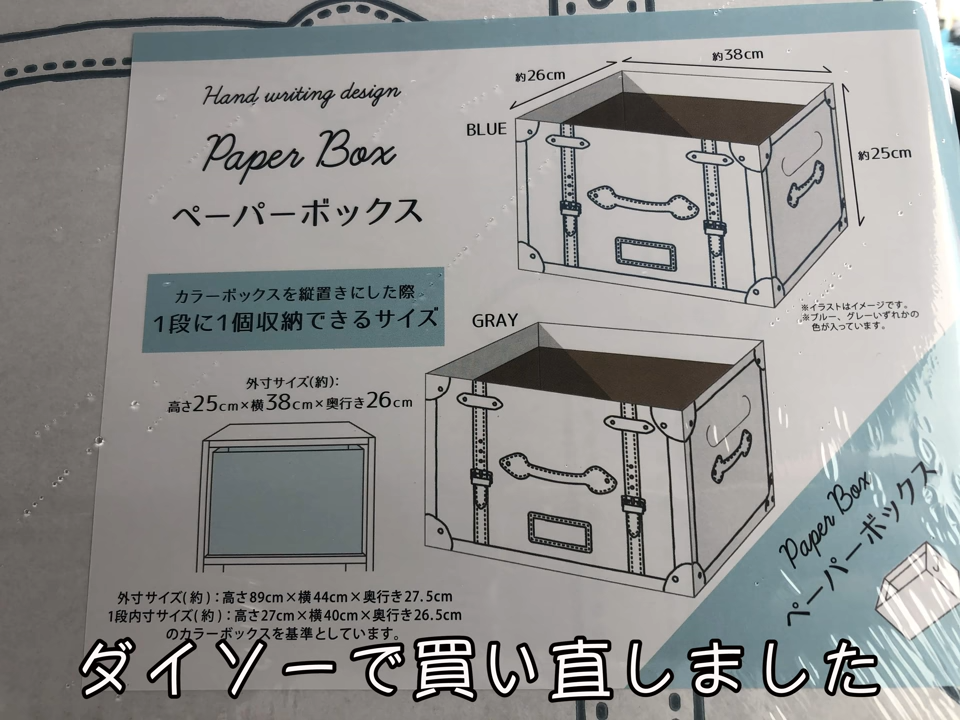 Hand writing design
Paper Box
ペーパーボックス
カラーボックスを縦置きにした際
1段に1個収納できるサイズ
外寸サイズ(約):
高さ25cm×横38cm×奥行き26cm
外寸サイズ(約):高さ89cm×横44cm×奥行き27.5cm
1段内寸サイズ(約):高さ27cm×横40cm×奥行き26.5cm
のカラーボックスを基準としています。
約26cm
約38cm
BLUE
約25cm
※イラストはイメージです。
※ブルー、グレーいずれかの
色が入っています。
GRAY
Paper Box
ペーパーボックス
ダイソーで買い直しました